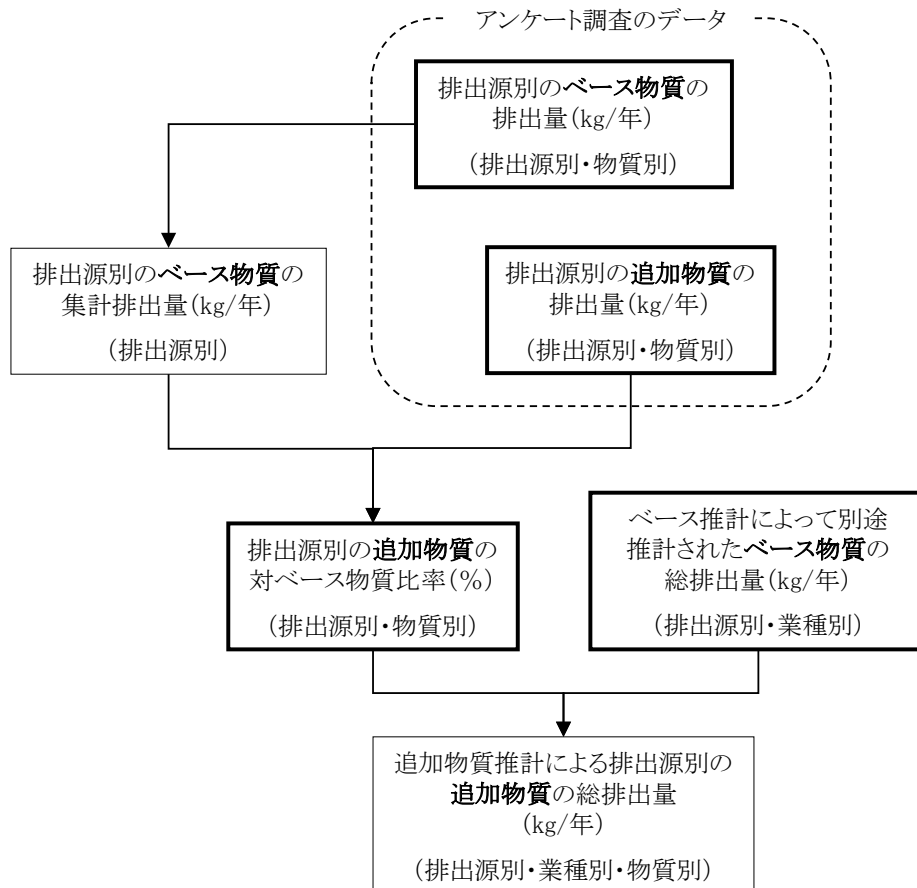 アンケート調査のデータ
排出源別のベース物質の
排出量(kg/年)
(排出源別・物質別)
排出源別のベース物質の
集計排出量(kg/年)
(排出源別)
排出源別の追加物質の
排出量(kg/年)
(排出源別・物質別)
排出源別の追加物質の
対ベース物質比率(%)
(排出源別・物質別)
ベース推計によって別途
推計されたベース物質の
総排出量(kg/年)
(排出源別・業種別)
追加物質推計による排出源別の
追加物質の総排出量
(kg/年)
(排出源別・業種別・物質別)